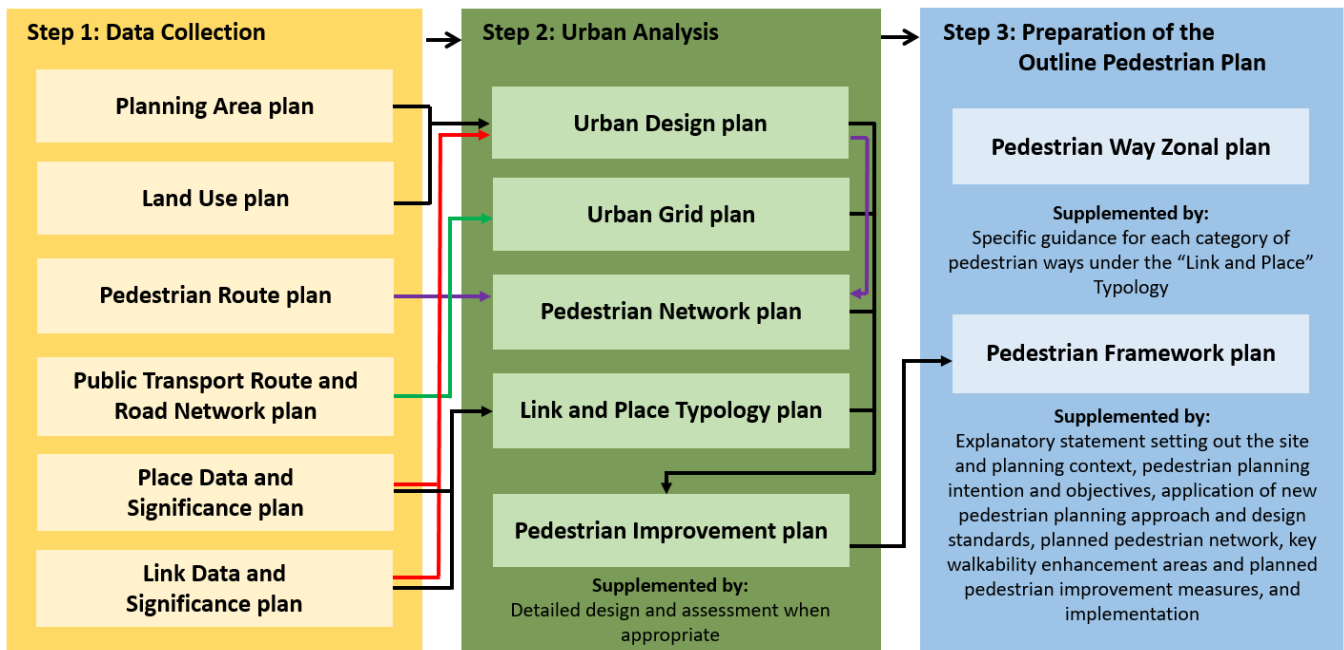 Step 1: Data Collection
Planning Area plan
Land Use plan
Pedestrian Route plan
Public Transport Route and
Road Network plan
Place Data and
Significance plan
Link Data and
Significance plan
Step 2: Urban Analysis
Urban Design plan
Urban Grid plan
Pedestrian Network plan
Link and Place Typology plan
Pedestrian Improvement plan
Supplemented by:
Detailed design and assessment when
appropriate
Step 3: Preparation of the
Outline Pedestrian Plan
Pedestrian Way Zonal plan
Supplemented by:
Specific guidance for each category of
pedestrian ways under the “Link and Place”
Typology
Pedestrian Framework plan
Supplemented by:
Explanatory statement setting out the site
and planning context, pedestrian planning
intention and objectives, application of new
pedestrian planning approach and design
standards, planned pedestrian network, key
walkability enhancement areas and planned
pedestrian improvement measures, and
implementation